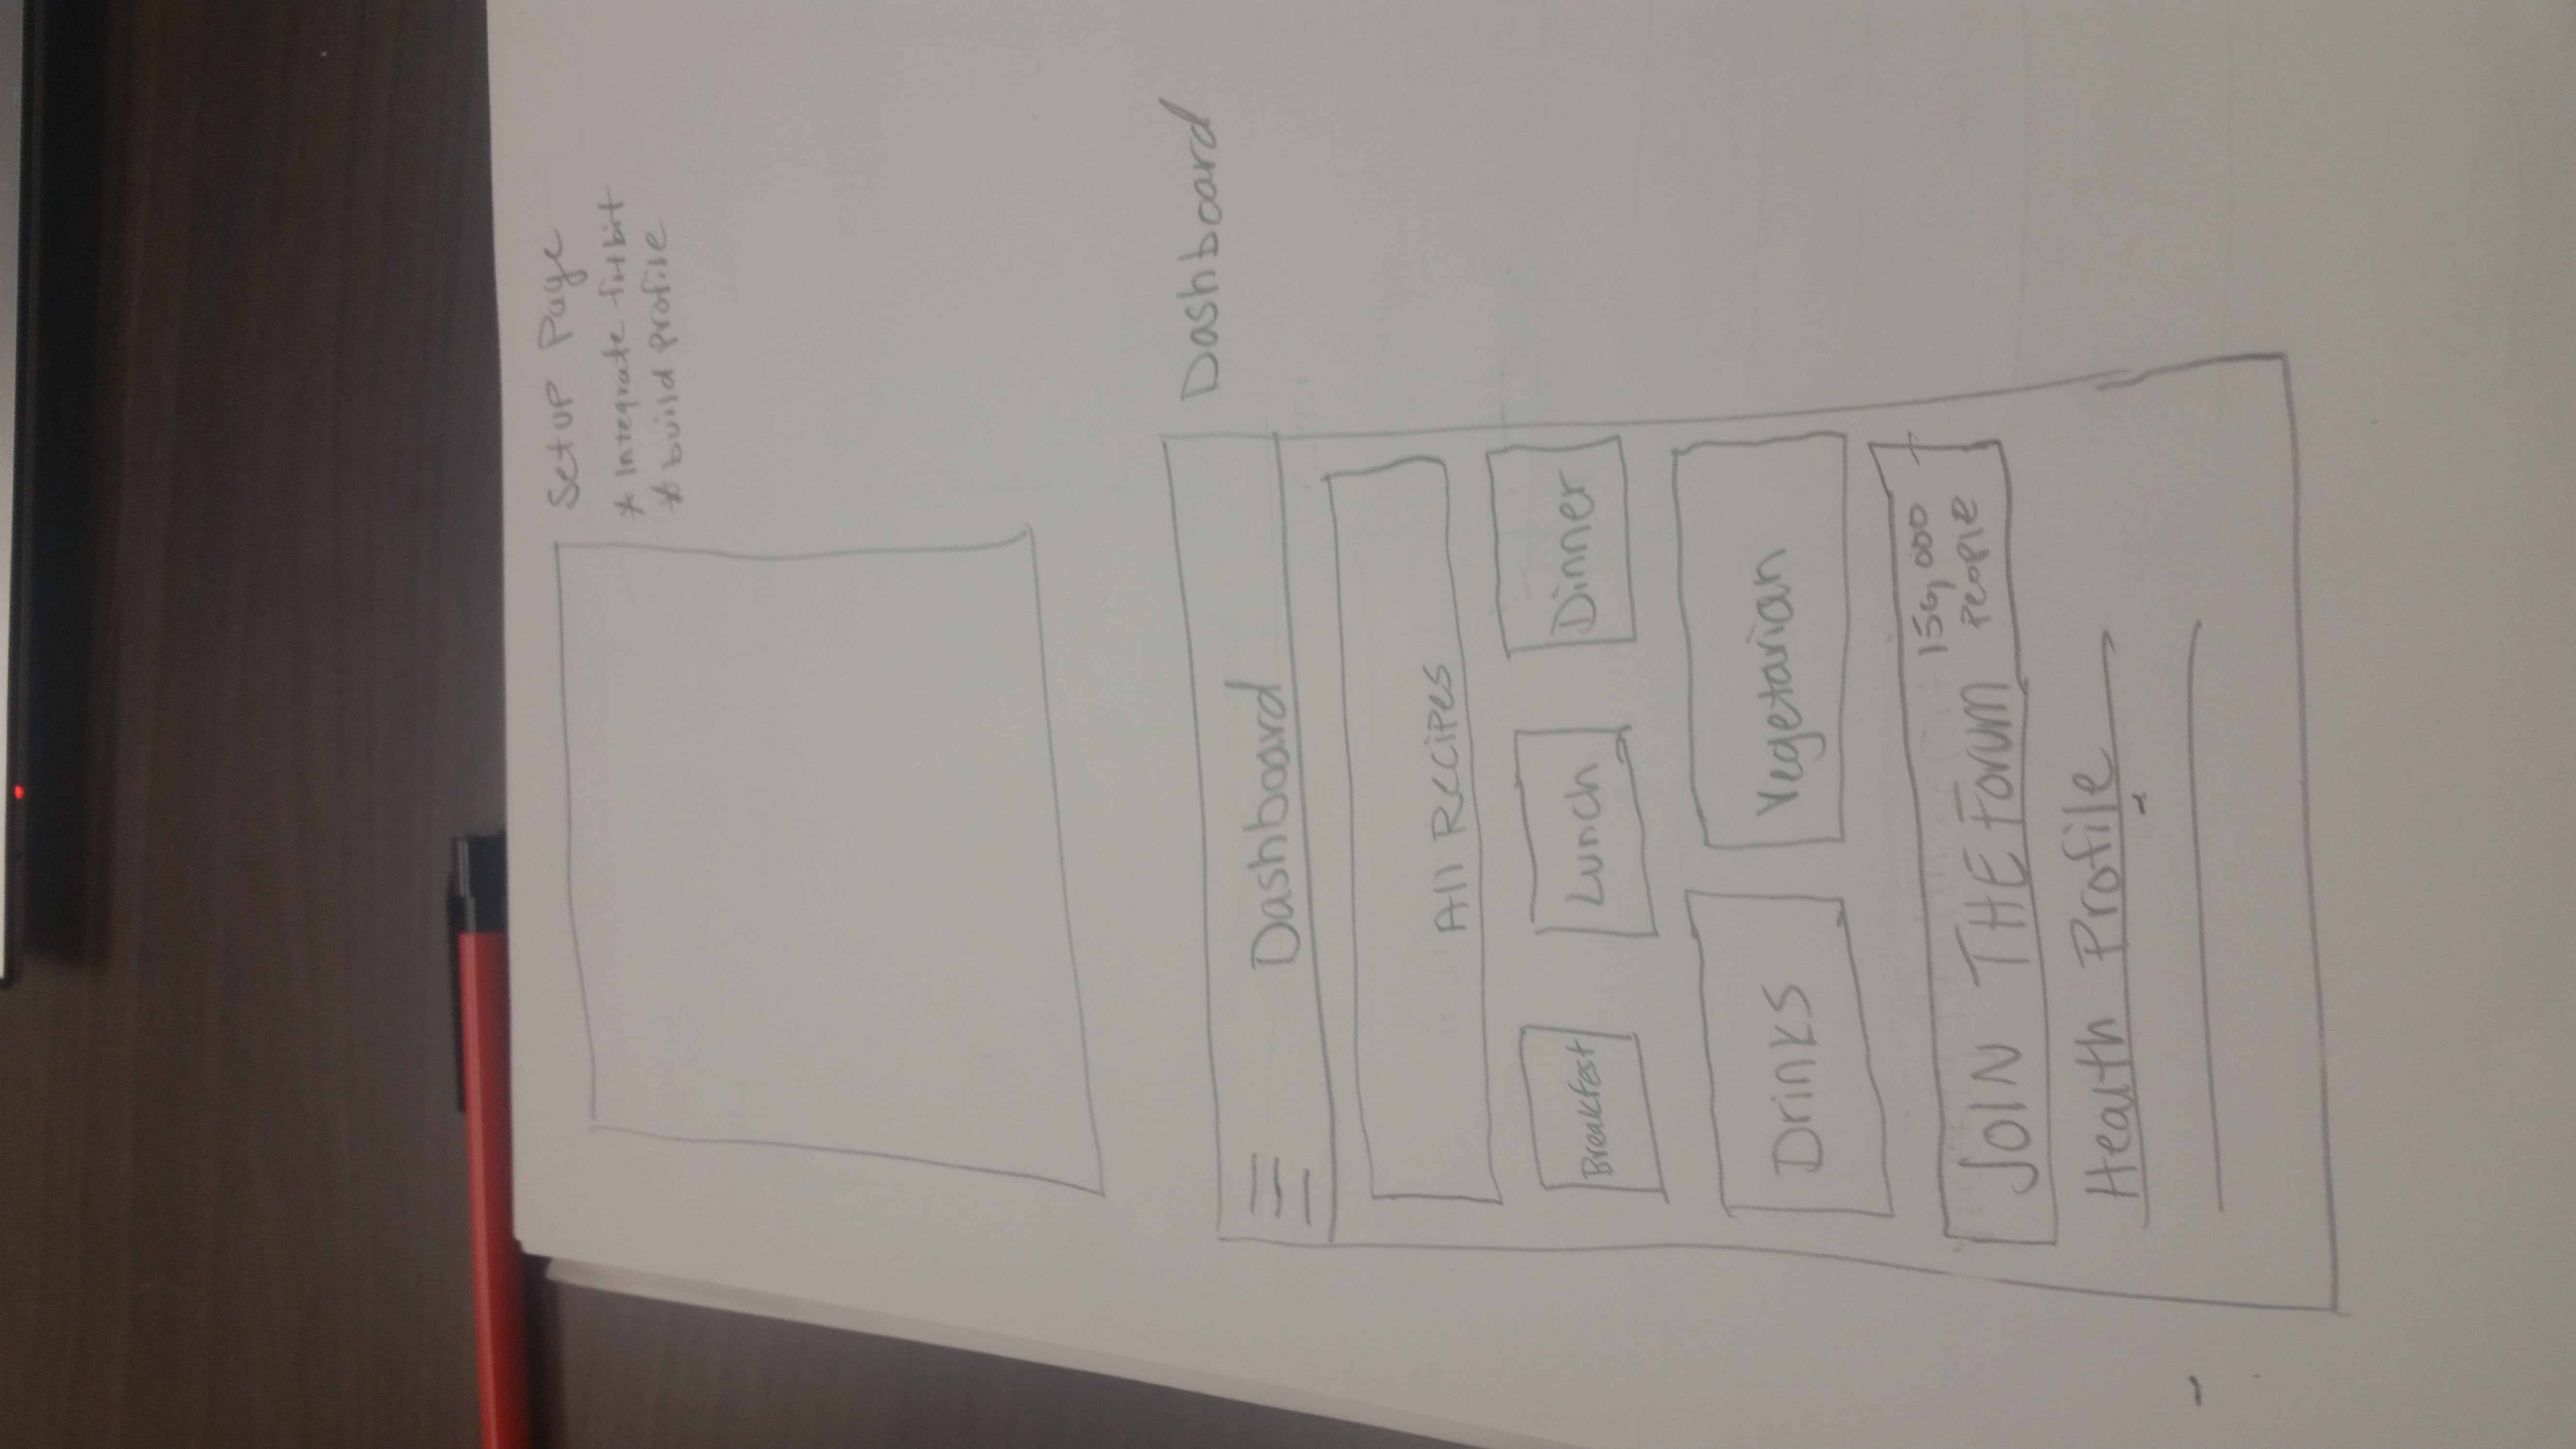 Setup Page
* Integrate fitbit
* build profile
Dashboard
Dashboard
All Recipes
Breakfest
Lunch
Dinner
Drinks
Vegetarian
JOIN THE Forum
150,000
PEOPLE
Health Profile